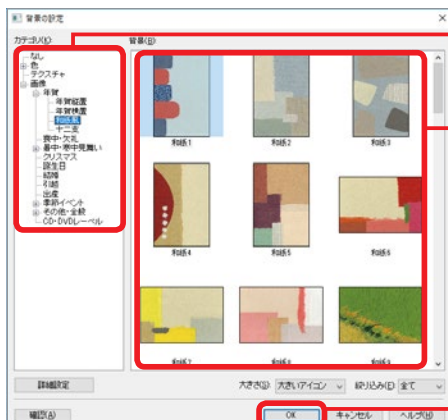 背景の設定
カテゴリ(K):
背景(B):
なし
色
テクスチャ
画像
年賀
年賀縦置
年賀横置
和紙風
十二支
喪中・欠礼
暑中・寒中見舞い
クリスマス
誕生日
結婚
引越
出産
季節イベント
その他・全般
CD・DVDレーベル
和紙1
和紙2
和紙3
和紙4
和紙5
和紙6
和紙7
和紙8
和紙9
詳細設定
大きさ(S): 大きいアイコン
絞り込み(E): 全て
確認(A)
OK
キャンセル
ヘルプ(H)